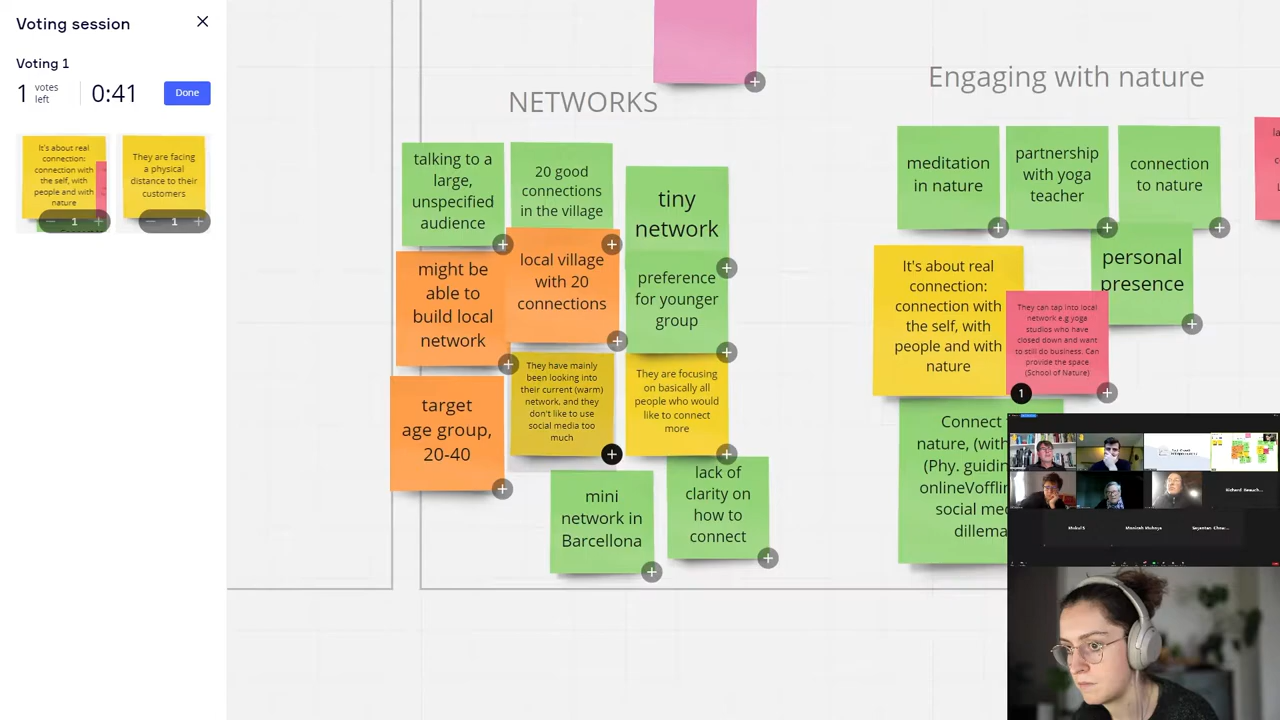 Voting session
Voting 1
1 votes
left
0:41
Done
It's about real
connection:
connection with
the self, with
people and with
nature
1
They are facing
a physical
distance to their
customers
1
NETWORKS
talking to a
large,
unspecified
audience
20 good
connections
in the village
tiny
network
might be
able to
build local
network
local village
with 20
connections
preference
for younger
group
target
age group,
20-40
They have mainly
been looking into
their current (warm)
network, and they
don't like to use
social media too
much
They are focusing
on basically all
people who would
like to connect
more
mini
network in
Barcellona
lack of
clarity on
how to
connect
Engaging with nature
meditation
in nature
partnership
with yoga
teacher
connection
to nature
personal
presence
It's about real
connection:
connection with
the self, with
people and with
nature
They can tap into local
network e.g yoga
studios who have
closed down and want
to still do business. Can
provide the space
(School of Nature)
1
Connect
nature, (with
(Phy. guidin
onlineVofflin
social med
dillema